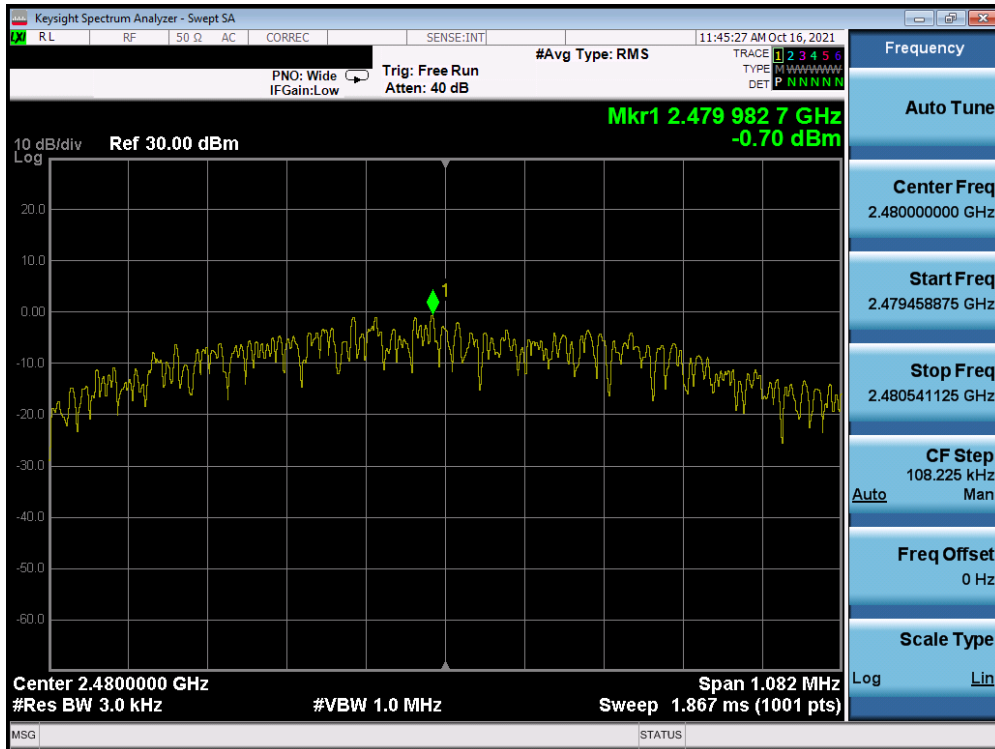 Keysight Spectrum Analyzer - Swept SA
LXI RL RF 50 Ω AC CORREC SENSE:INT 11:45:27 AM Oct 16, 2021
PNO: Wide
IFGain:Low
Trig: Free Run
Atten: 40 dB
#Avg Type: RMS
TRACE 1 2 3 4 5 6
TYPE M W W W W W
DET P N N N N N
Mkr1 2.479 982 7 GHz
-0.70 dBm
10 dB/div Ref 30.00 dBm
Log
20.0
10.0
0.00
-10.0
-20.0
-30.0
-40.0
-50.0
-60.0
1
Center 2.4800000 GHz Span 1.082 MHz
#Res BW 3.0 kHz #VBW 1.0 MHz Sweep 1.867 ms (1001 pts)
MSG STATUS
Frequency
Auto Tune
Center Freq
2.480000000 GHz
Start Freq
2.479458875 GHz
Stop Freq
2.480541125 GHz
CF Step
108.225 kHz
Auto Man
Freq Offset
0 Hz
Scale Type
Log Lin